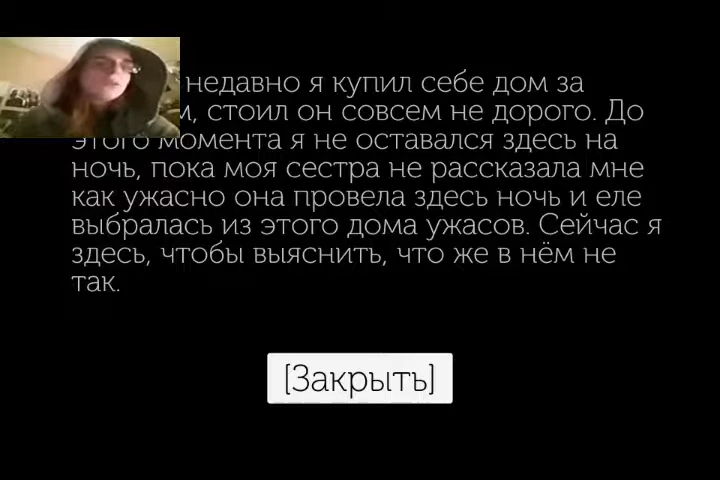 недавно я купил себе дом за
м, стоил он совсем не дорого. До
этого момента я не оставался здесь на
ночь, пока моя сестра не рассказала мне
как ужасно она провела здесь ночь и еле
выбралась из этого дома ужасов. Сейчас я
здесь, чтобы выяснить, что же в нём не
так.
[Закрыть]